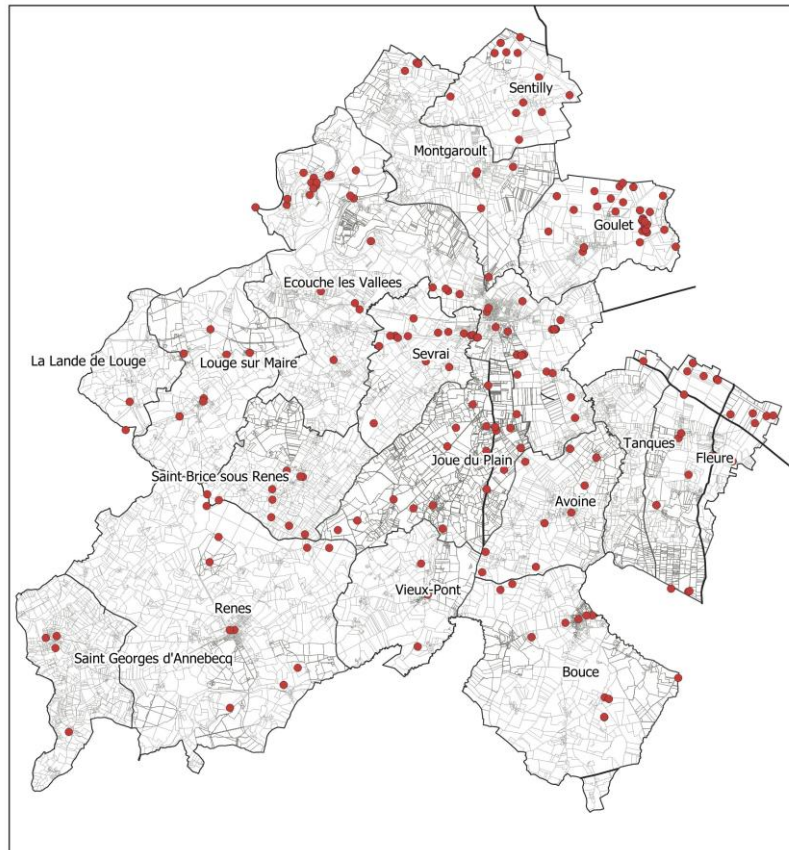 Sentilly
Montgaroult
Goulet
Ecouche les Vallees
La Lande de Louge
Louge sur Maire
Sevrai
Tanques
Fleure
Saint-Brice sous Renes
Joue du Plain
Avoine
Vieux-Pont
Renes
Saint Georges d'Annebecq
Bouce